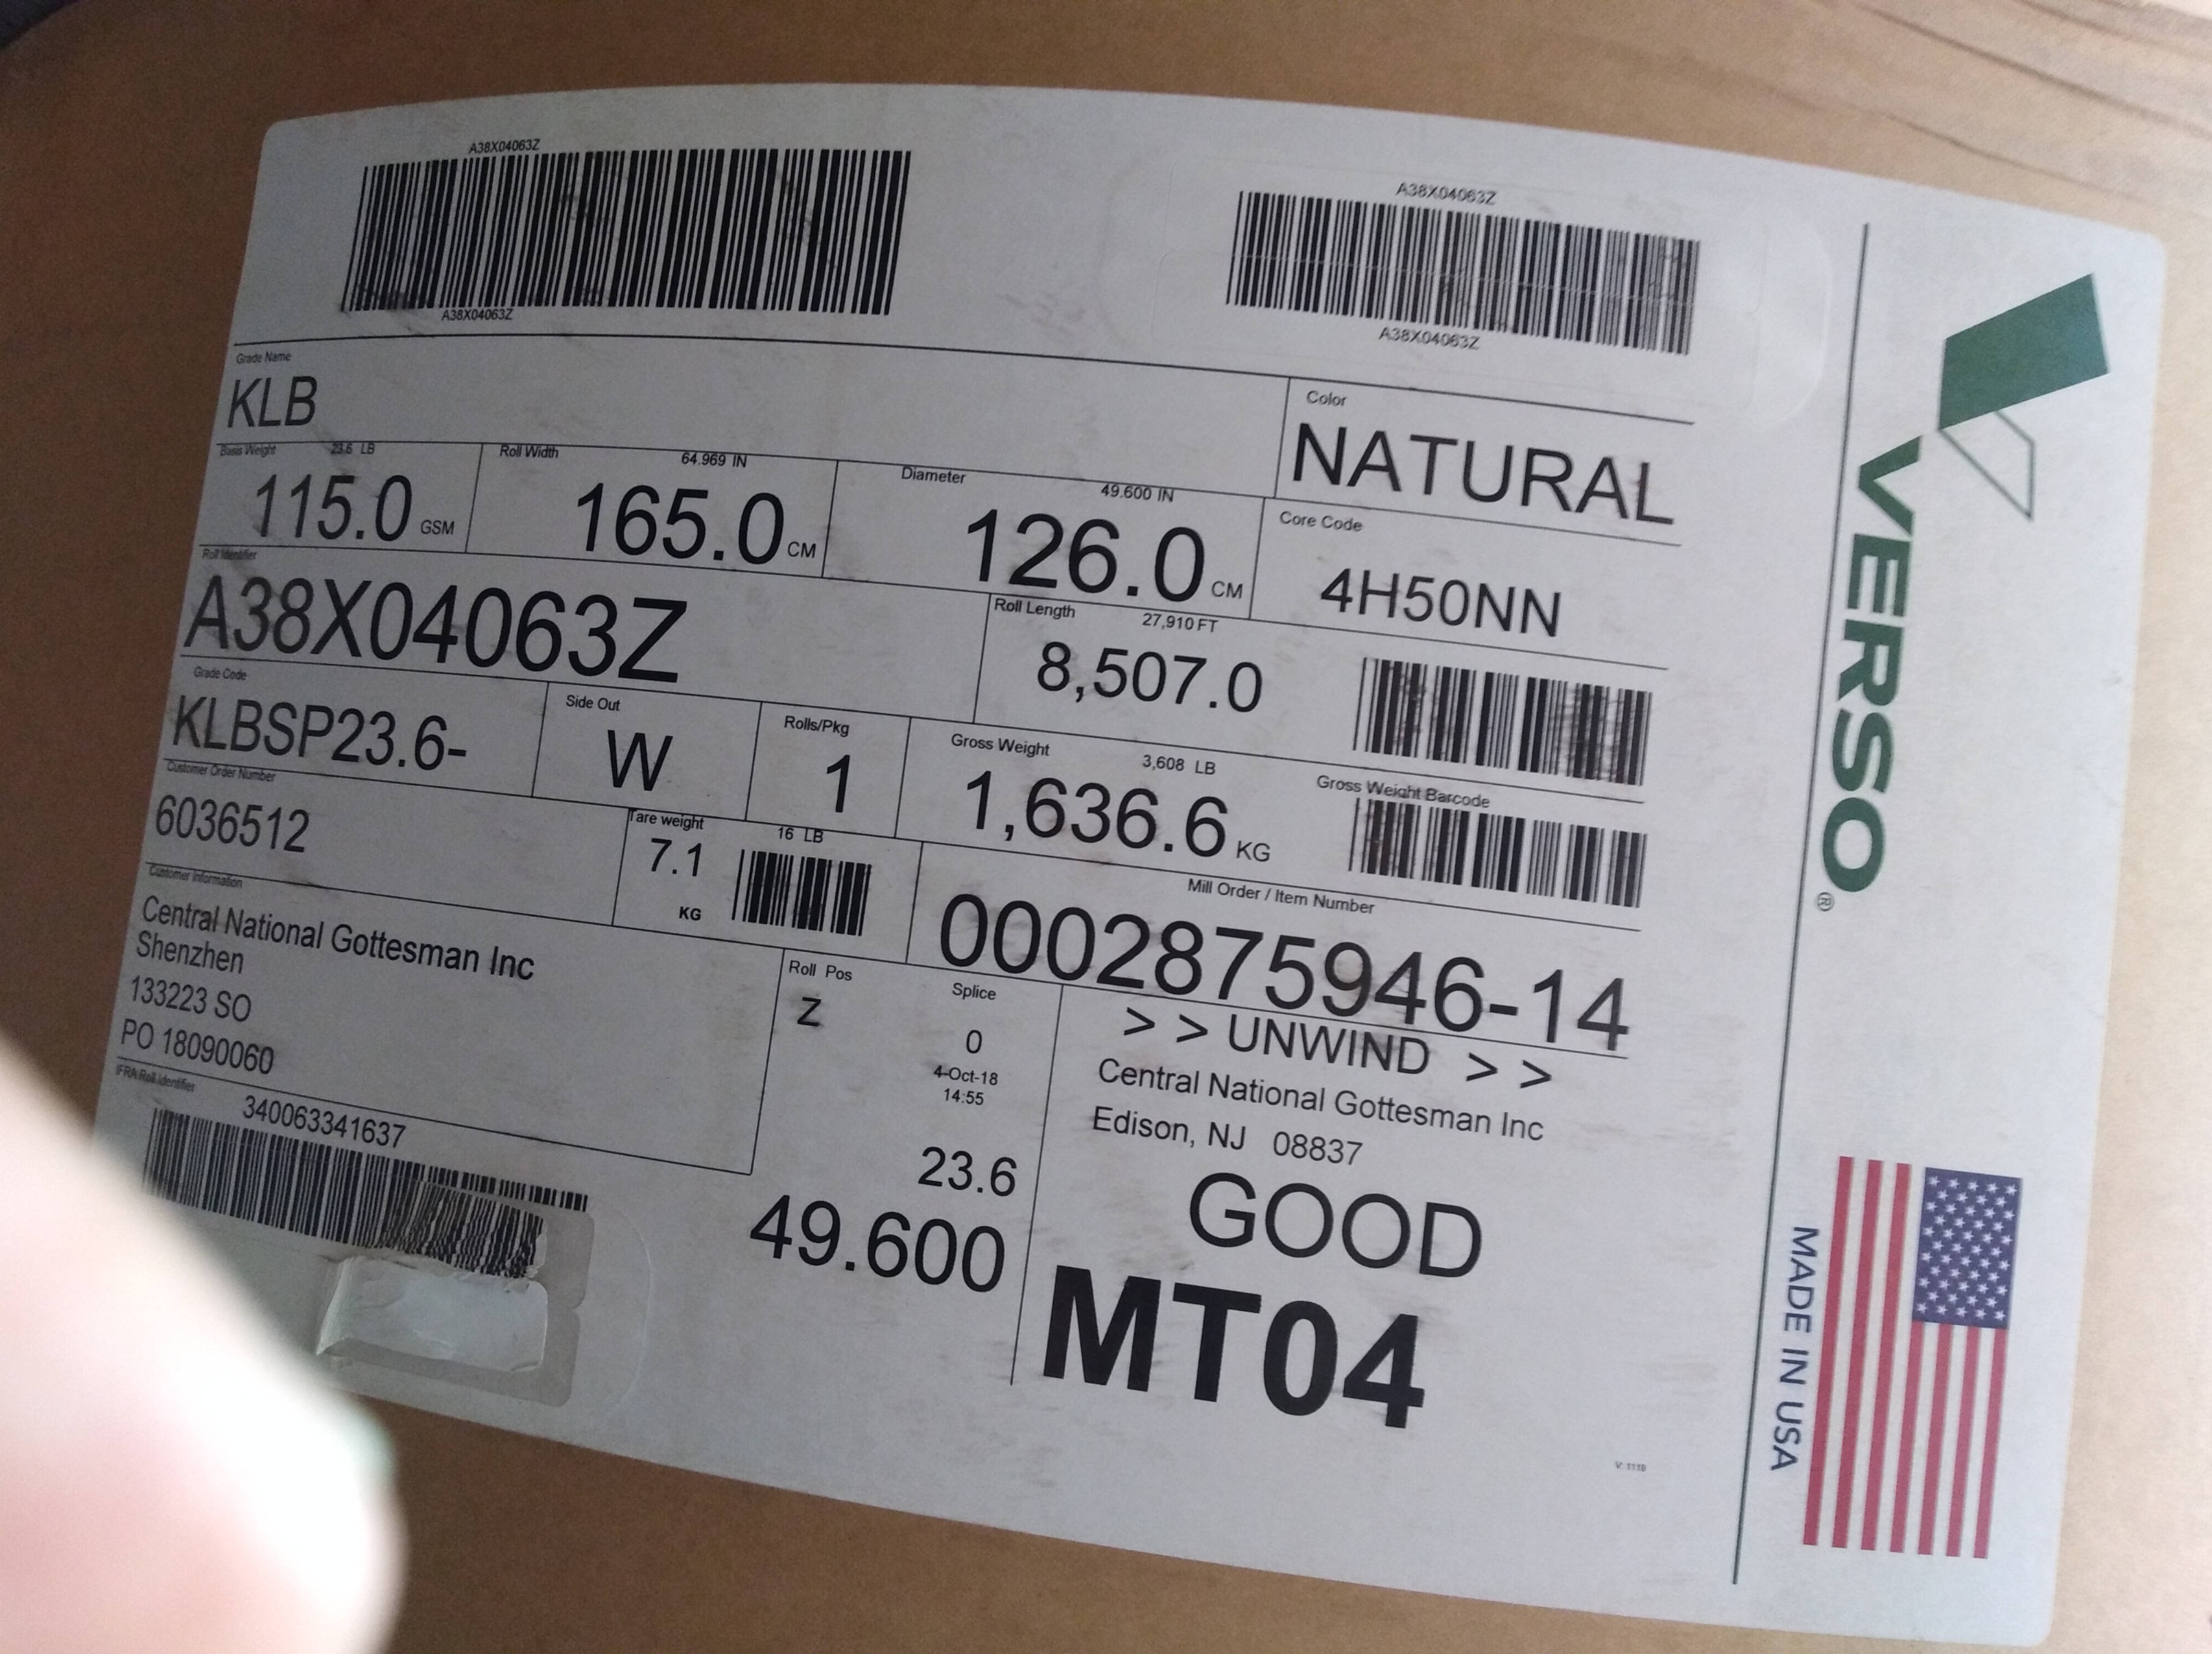 A38X04063Z
A38X04063Z
A38X04063Z
A38X04063Z
Grade Name
KLB
Color
NATURAL
Basis Weight 23.6 LB
115.0 GSM
Roll Width 64.969 IN
165.0 CM
Diameter 49.600 IN
126.0 CM
Core Code
4H50NN
Roll Identifier
A38X04063Z
Roll Length 27,910 FT
8,507.0
Grade Code
KLBSP23.6-
Side Out
W
Rolls/Pkg
1
Gross Weight 3,608 LB
1,636.6 KG
Gross Weight Barcode
Customer Order Number
6036512
Tare weight 16 LB
7.1
KG
Mill Order / Item Number
0002875946-14
Customer Information
Central National Gottesman Inc
Shenzhen
133223 SO
PO 18090060
Roll Pos
Z
Splice
0
4-Oct-18
14:55
23.6
49.600
> > UNWIND > >
Central National Gottesman Inc
Edison, NJ 08837
GOOD
MT04
IFRA Roll Identifier
340063341637
V: 1119
VERSO®
MADE IN USA